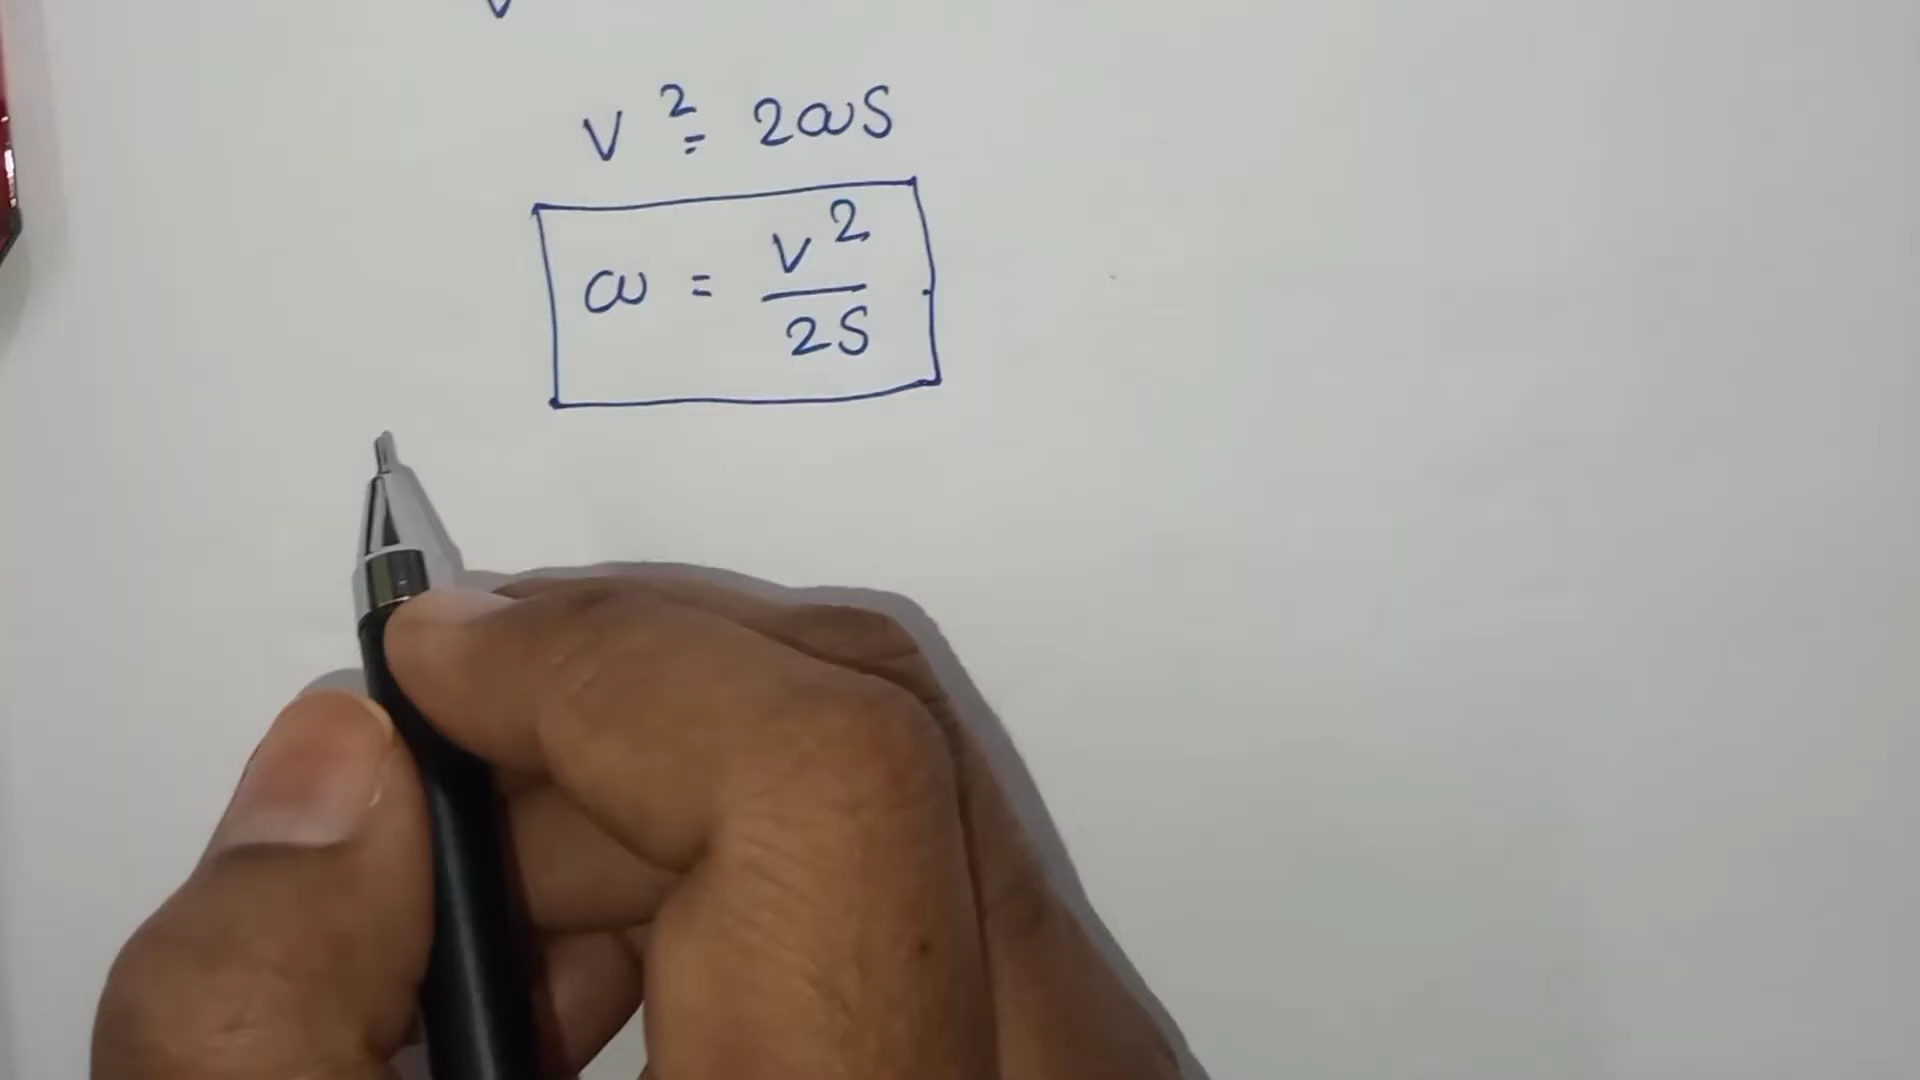 v² = 2as
a = v²/2s